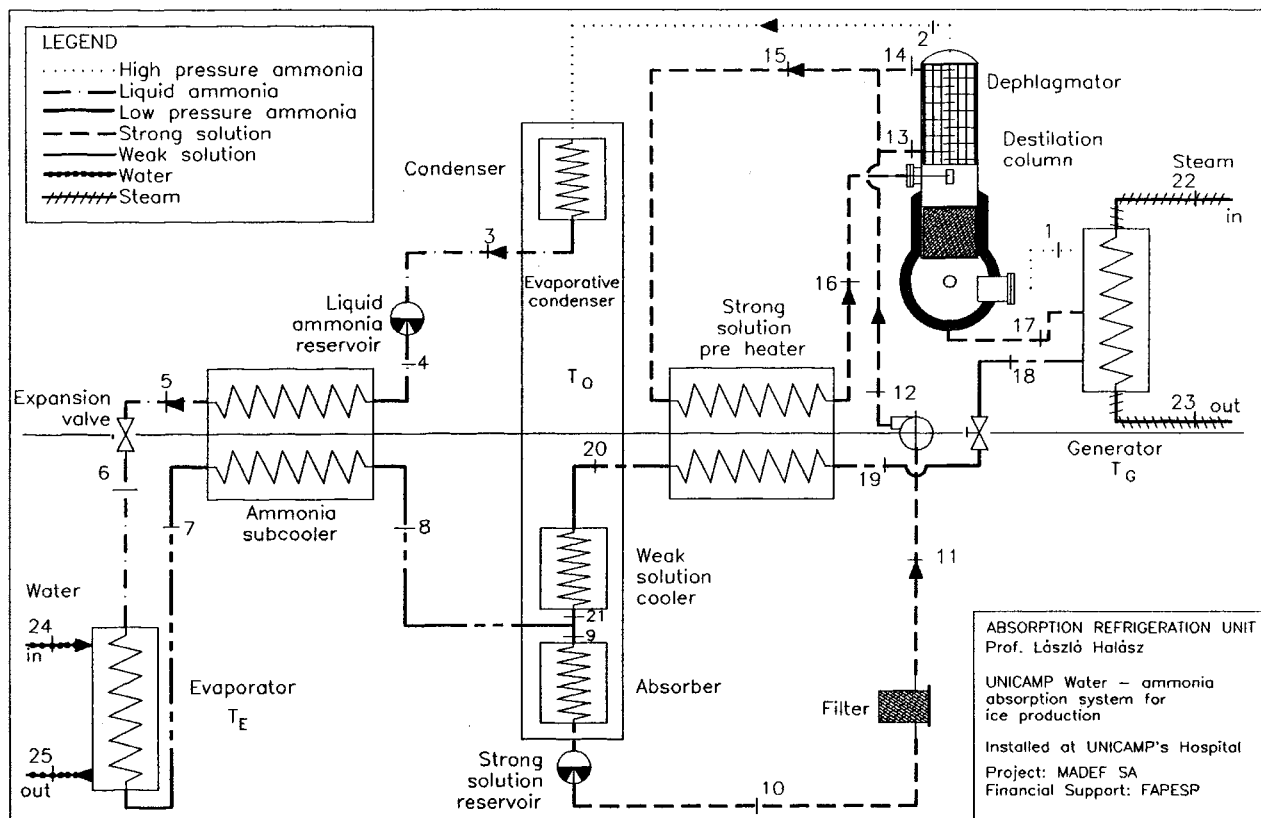 LEGEND
High pressure ammonia
Liquid ammonia
Low pressure ammonia
Strong solution
Weak solution
Water
Steam
2
15
14
Dephlagmator
13
Destilation
column
Steam
22
in
Condenser
3
1
Evaporative
condenser
16
Liquid
ammonia
reservoir
Strong
solution
pre heater
17
4
18
T_O
5
12
Expansion
valve
23
out
6
20
19
Generator
T_G
7
Ammonia
subcooler
8
Weak
solution
cooler
11
Water
24
in
21
9
Evaporator
T_E
Absorber
Filter
25
out
Strong
solution
reservoir
10
ABSORPTION REFRIGERATION UNIT
Prof. László Halász
UNICAMP Water – ammonia
absorption system for
ice production
Installed at UNICAMP's Hospital
Project: MADEF SA
Financial Support: FAPESP